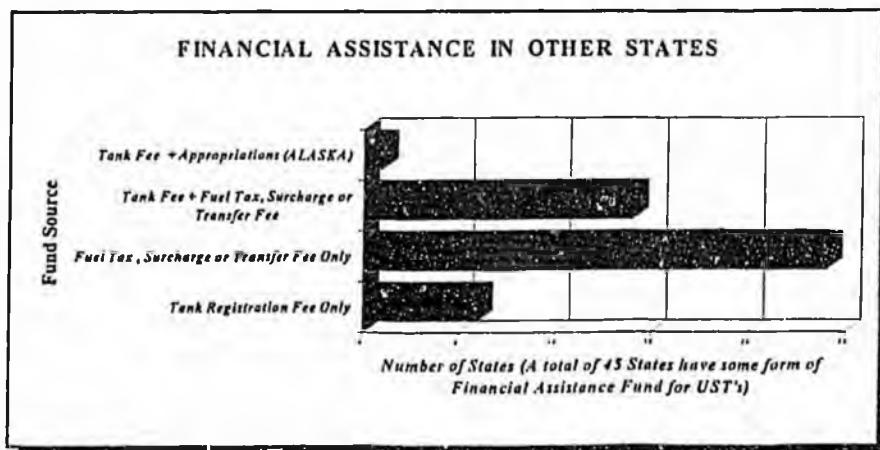 FINANCIAL ASSISTANCE IN OTHER STATES
Fund Source
Tank Fee + Appropriations (ALASKA)
Tank Fee + Fuel Tax, Surcharge or
Transfer Fee
Fuel Tax, Surcharge or Transfer Fee Only
Tank Registration Fee Only
Number of States (A total of 45 States have some form of
Financial Assistance Fund for UST's)